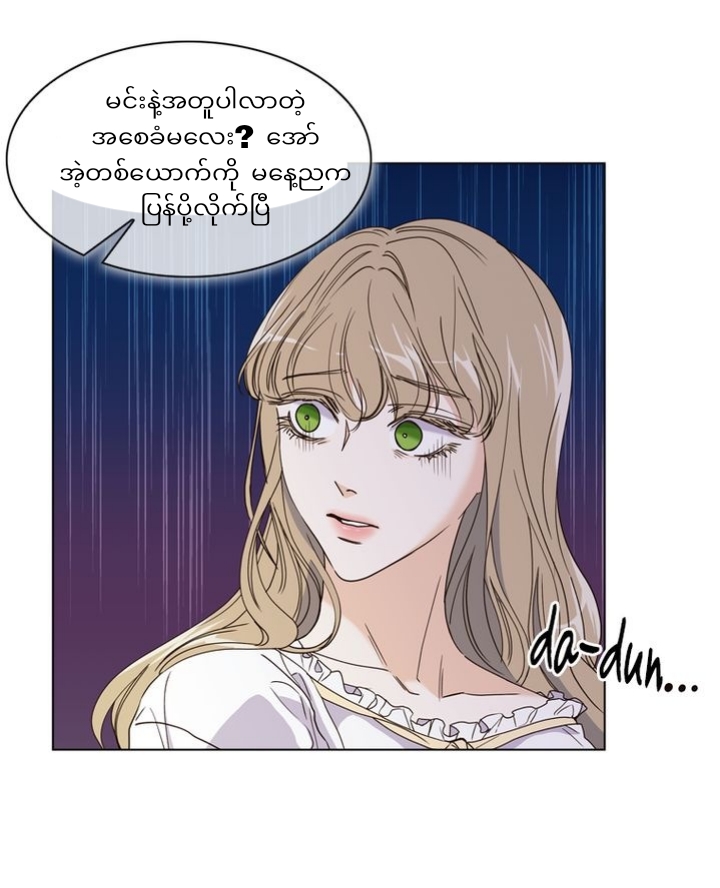 မင်းနဲ့အတူပါလာတဲ့
အစေခံမလေး? အော်
အဲ့တစ်ယောက်ကို မနေ့ညက
ပြန်ပို့လိုက်ပြီ
da-dun...